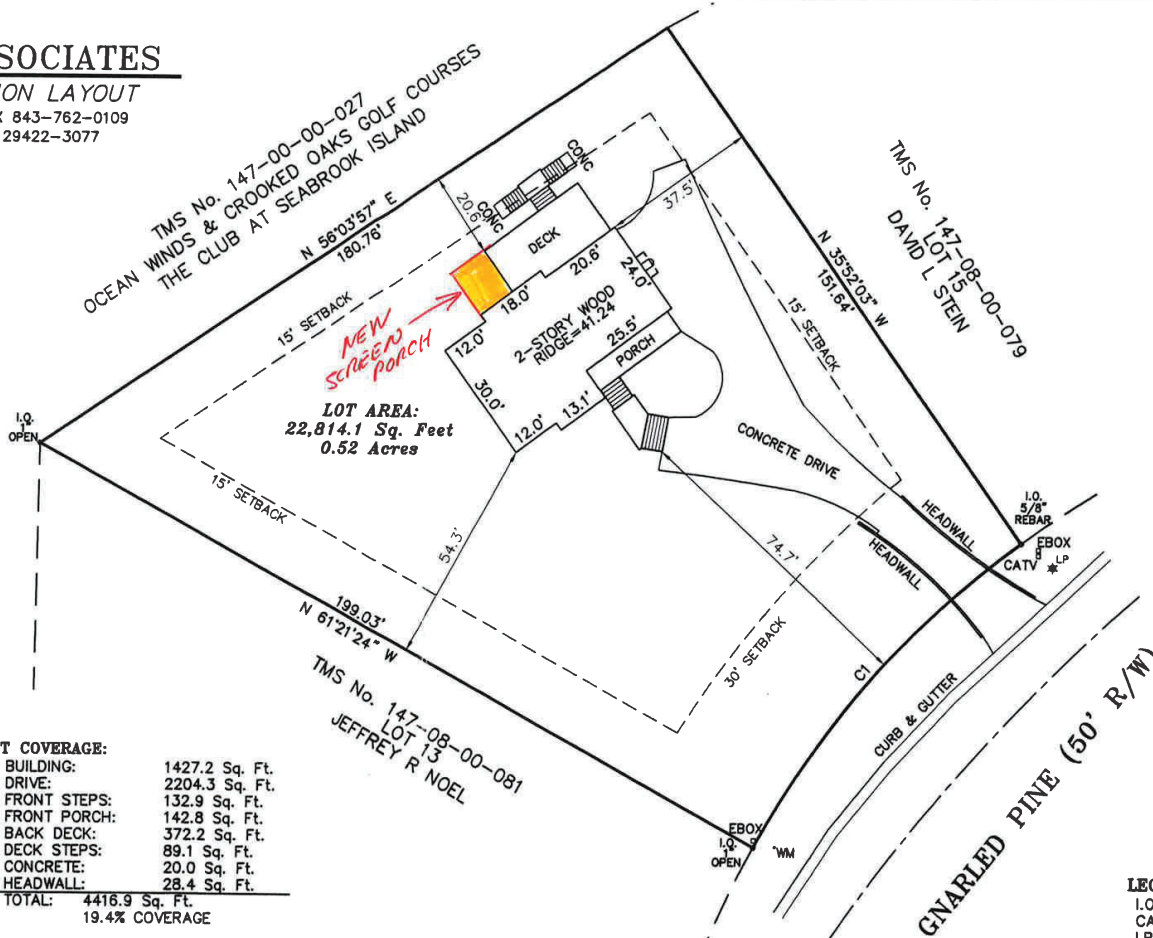 SOCIATES
ION LAYOUT
X 843-762-0109
29422-3077
TMS No. 147-00-00-027
OCEAN WINDS & CROOKED OAKS GOLF COURSES
THE CLUB AT SEABROOK ISLAND
N 56°03'57" E
180.76'
15' SETBACK
20.6'
CONC
CONC
DECK
37.5'
TMS No. 147-08-00-079
LOT 15
DAVID L STEIN
N 35°52'03" W
151.64'
15' SETBACK
NEW
SCREEN
PORCH
18.0'
20.6'
24.0'
12.0'
2-STORY WOOD
RIDGE=41.24
25.5'
PORCH
30.0'
12.0'
13.1'
LOT AREA:
22,814.1 Sq. Feet
0.52 Acres
I.O.
1"
OPEN
15' SETBACK
54.3'
CONCRETE DRIVE
74.7'
HEADWALL
HEADWALL
I.O.
5/8"
REBAR
EBOX
CATV
LP
199.03'
N 61°21'24" W
30' SETBACK
C1
CURB & GUTTER
TMS No. 147-08-00-081
LOT 13
JEFFREY R NOEL
EBOX
I.O.
1"
OPEN
WM
GNARLED PINE (50' R/W)
T COVERAGE:
BUILDING: 1427.2 Sq. Ft.
DRIVE: 2204.3 Sq. Ft.
FRONT STEPS: 132.9 Sq. Ft.
FRONT PORCH: 142.8 Sq. Ft.
BACK DECK: 372.2 Sq. Ft.
DECK STEPS: 89.1 Sq. Ft.
CONCRETE: 20.0 Sq. Ft.
HEADWALL: 28.4 Sq. Ft.
TOTAL: 4416.9 Sq. Ft.
19.4% COVERAGE
LEG
I.O
CA